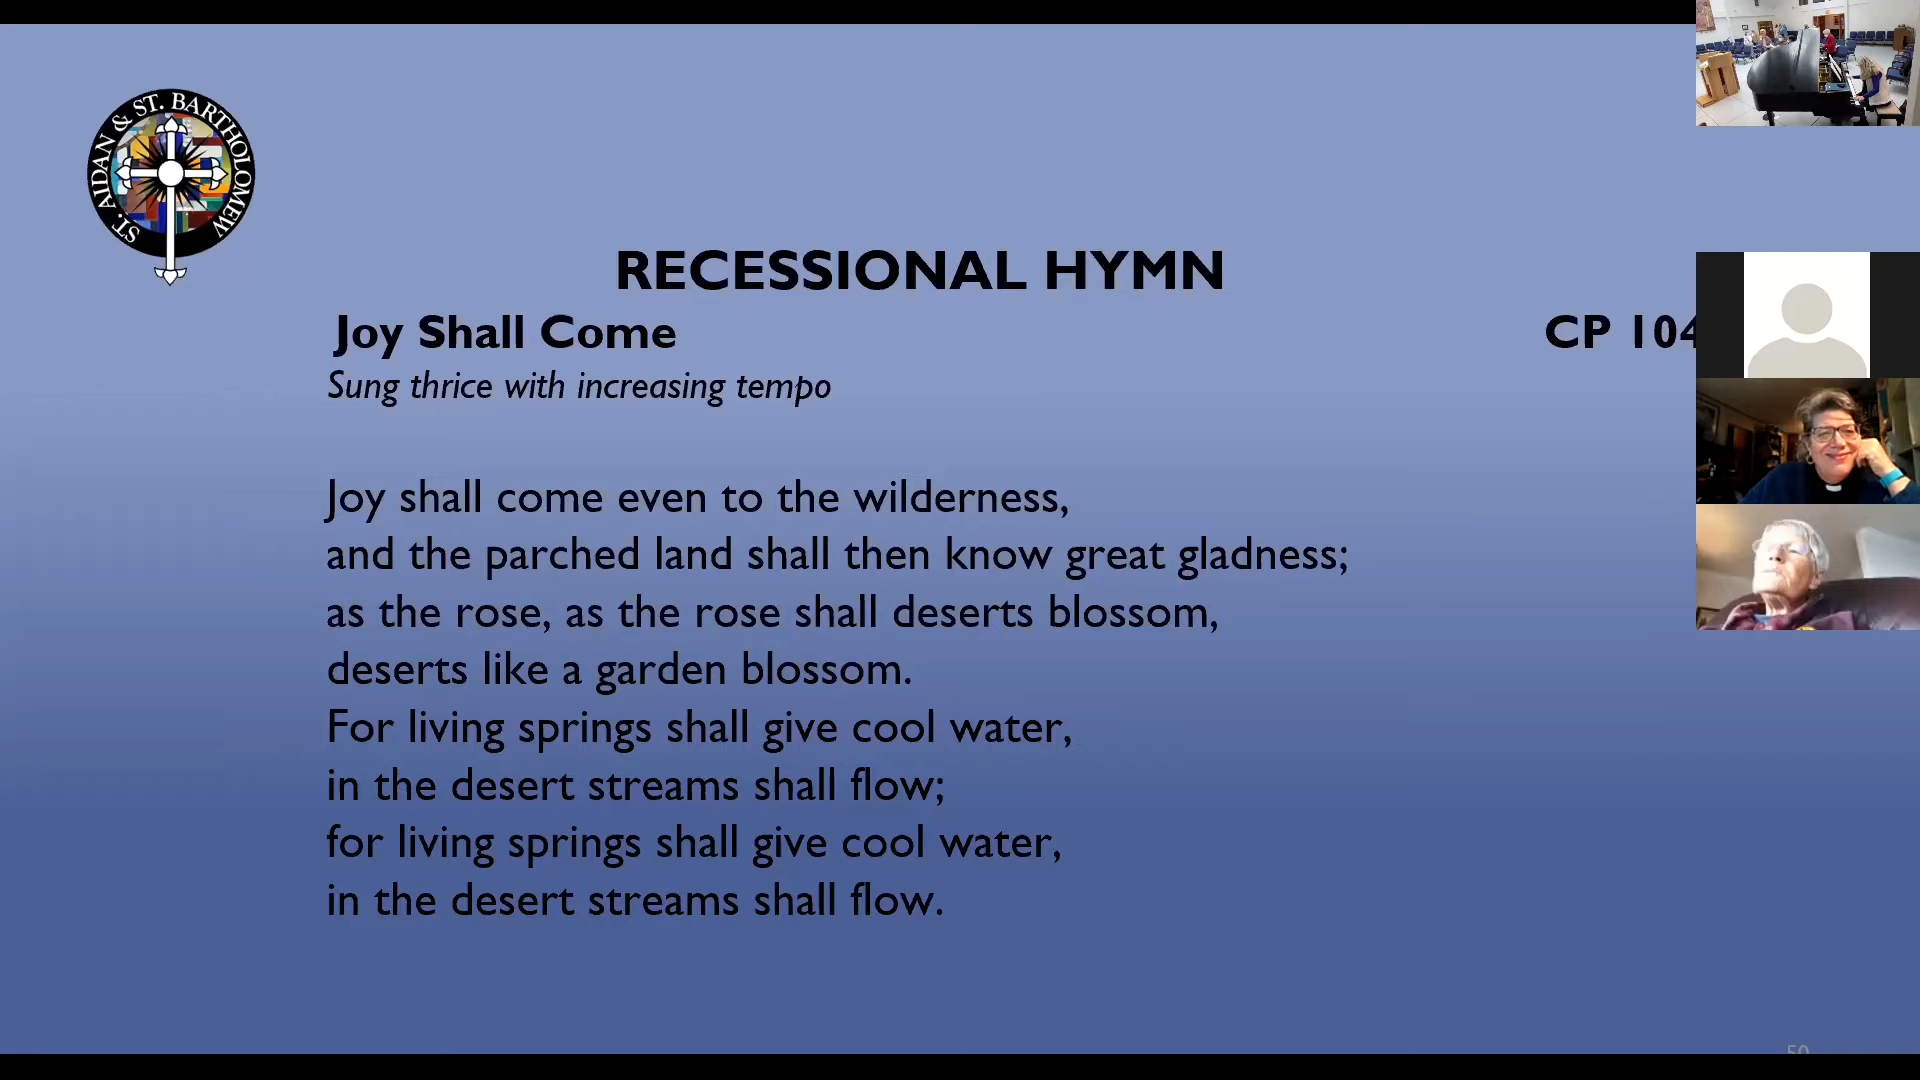 ST. AIDAN & ST. BARTHOLOMEW
RECESSIONAL HYMN
Joy Shall Come CP 104
Sung thrice with increasing tempo
Joy shall come even to the wilderness,
and the parched land shall then know great gladness;
as the rose, as the rose shall deserts blossom,
deserts like a garden blossom.
For living springs shall give cool water,
in the desert streams shall flow;
for living springs shall give cool water,
in the desert streams shall flow.
50